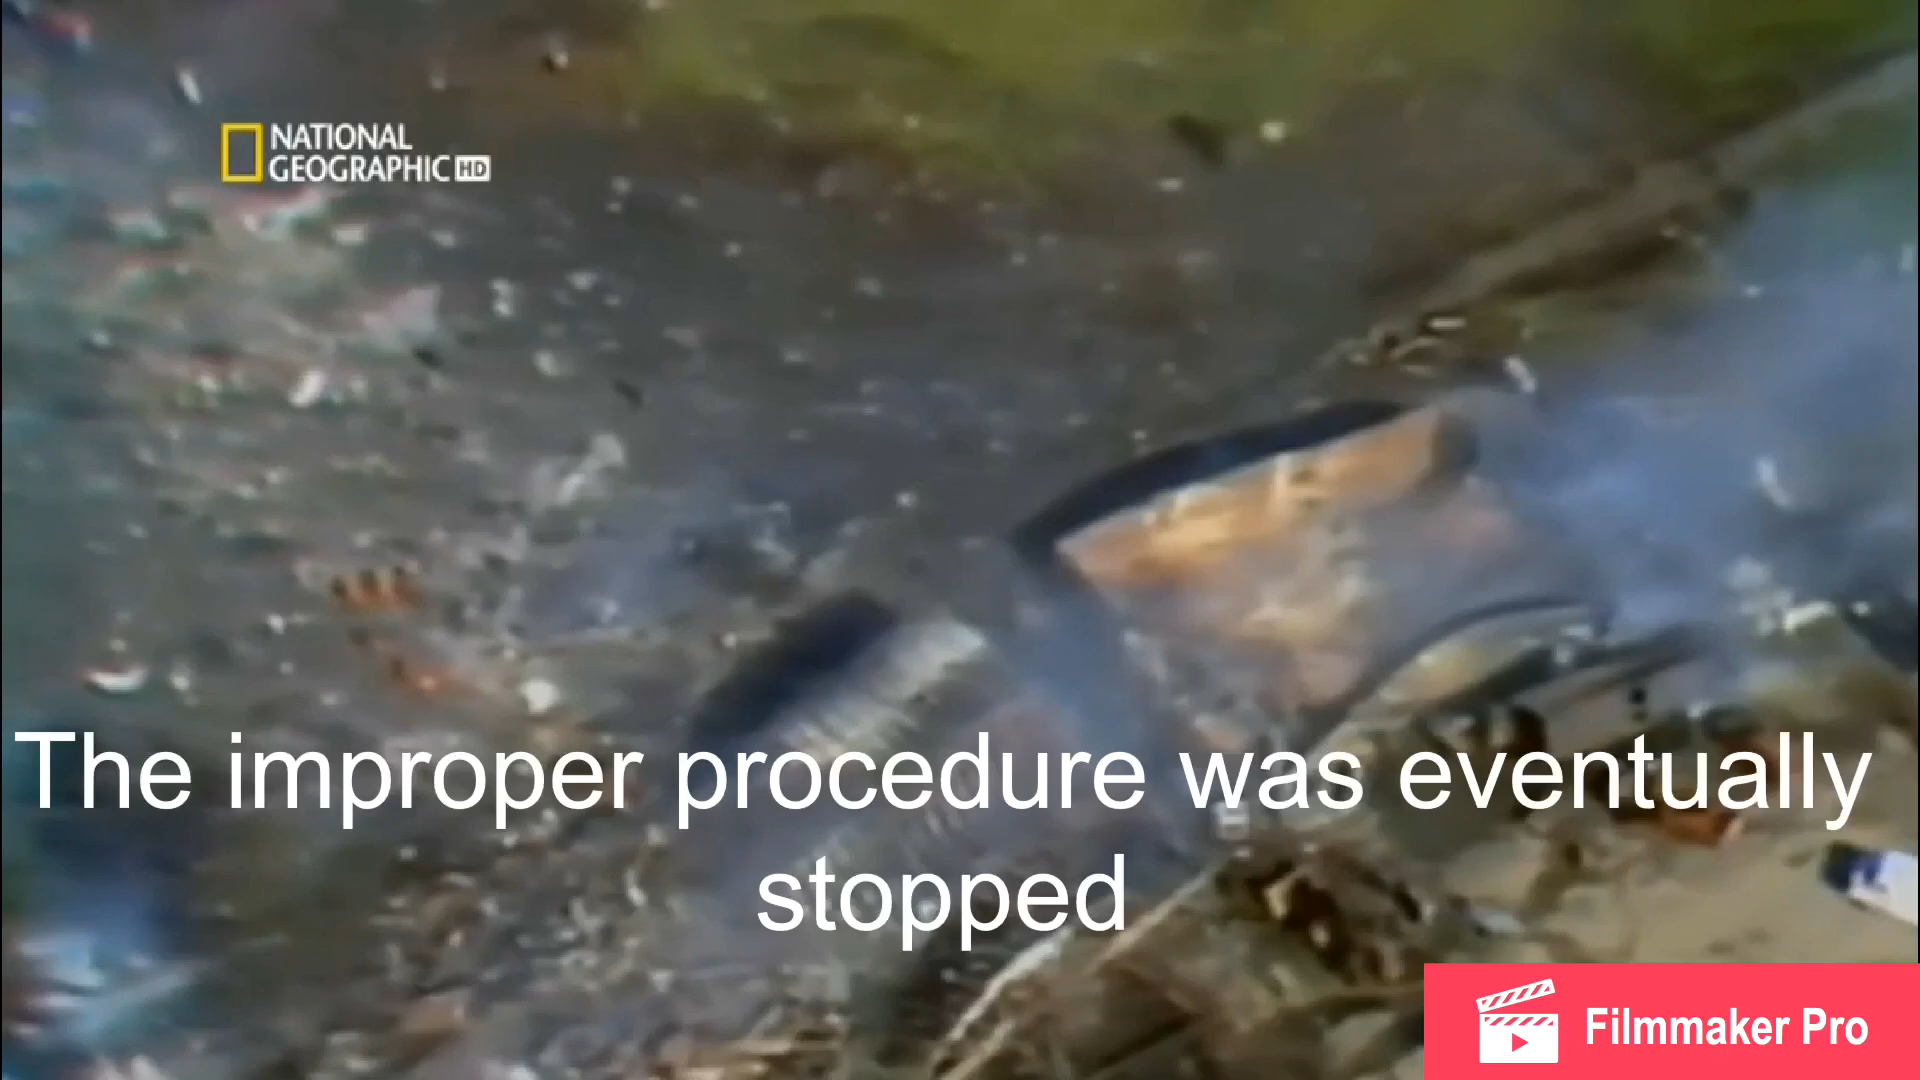 NATIONAL
GEOGRAPHIC HD
The improper procedure was eventually
stopped
Filmmaker Pro